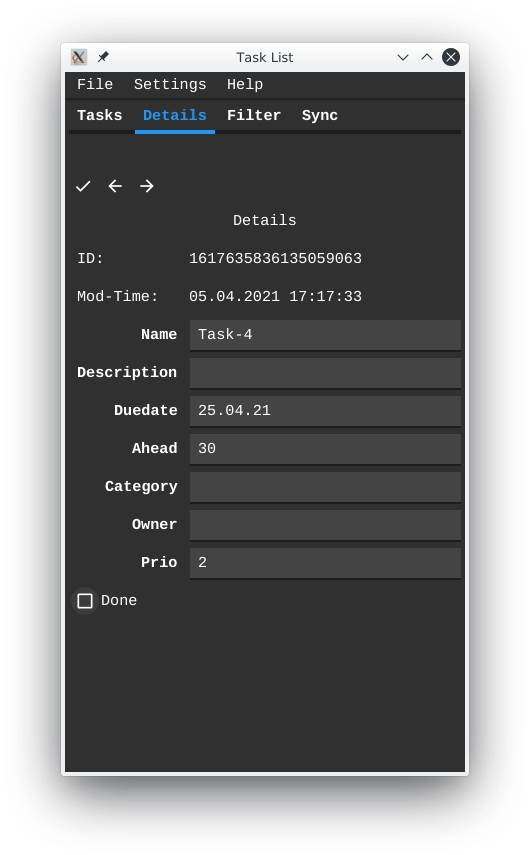 Task List
File Settings Help
Tasks Details Filter Sync
Details
ID: 1617635836135059063
Mod-Time: 05.04.2021 17:17:33
Name Task-4
Description
Duedate 25.04.21
Ahead 30
Category
Owner
Prio 2
Done